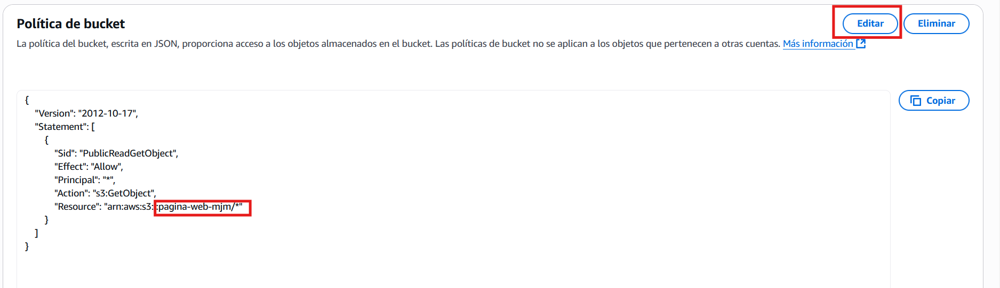 Política de bucket
Editar
Eliminar
La política del bucket, escrita en JSON, proporciona acceso a los objetos almacenados en el bucket. Las políticas de bucket no se aplican a los objetos que pertenecen a otras cuentas. Más información
Copiar
{
"Version": "2012-10-17",
"Statement": [
{
"Sid": "PublicReadGetObject",
"Effect": "Allow",
"Principal": "*",
"Action": "s3:GetObject",
"Resource": "arn:aws:s3:::pagina-web-mjm/*"
}
]
}